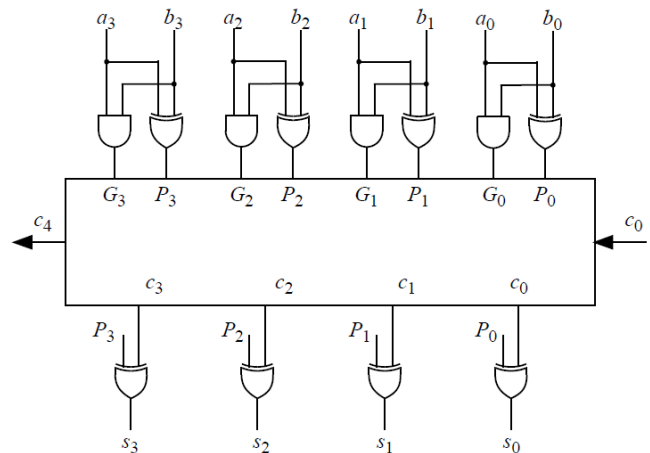 a₃ b₃ a₂ b₂ a₁ b₁ a₀ b₀
G₃ P₃ G₂ P₂ G₁ P₁ G₀ P₀
c₄ c₀
c₃ c₂ c₁ c₀
P₃ P₂ P₁ P₀
s₃ s₂ s₁ s₀